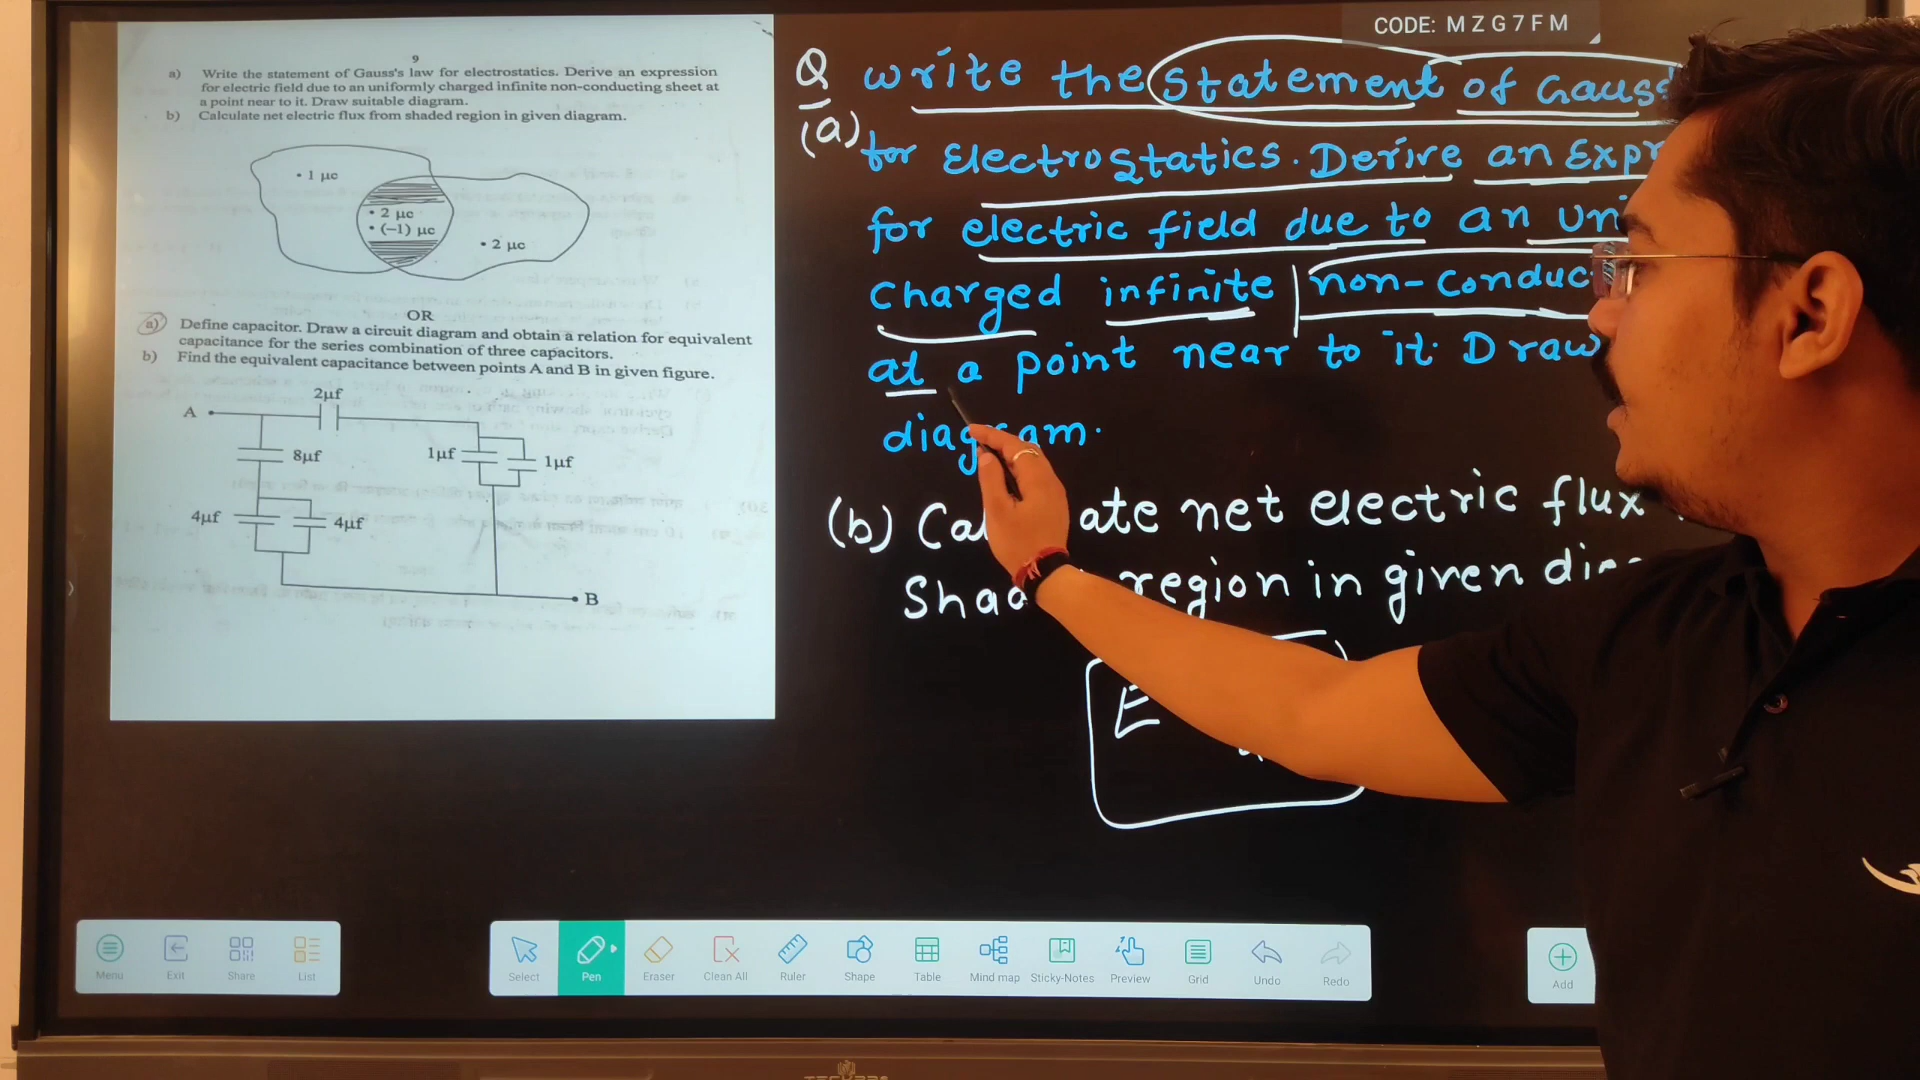 CODE: M Z G 7 F M
9
a) Write the statement of Gauss's law for electrostatics. Derive an expression
for electric field due to an uniformly charged infinite non-conducting sheet at
a point near to it. Draw suitable diagram.
b) Calculate net electric flux from shaded region in given diagram.
• 1 μc
• 2 μc
• (−1) μc
• 2 μc
OR
a) Define capacitor. Draw a circuit diagram and obtain a relation for equivalent
capacitance for the series combination of three capacitors.
b) Find the equivalent capacitance between points A and B in given figure.
A
2μf
8μf
1μf
1μf
4μf
4μf
B
Q write the statement of Gauss
(a) for Electrostatics. Derive an Expr
for electric field due to an uni
charged infinite non-conduc
at a point near to it. Draw
diagram.
(b) Ca ate net electric flux
Shad region in given dia
E
Menu
Exit
Share
List
Select
Pen
Eraser
Clean All
Ruler
Shape
Table
Mind map
Sticky-Notes
Preview
Grid
Undo
Redo
Add